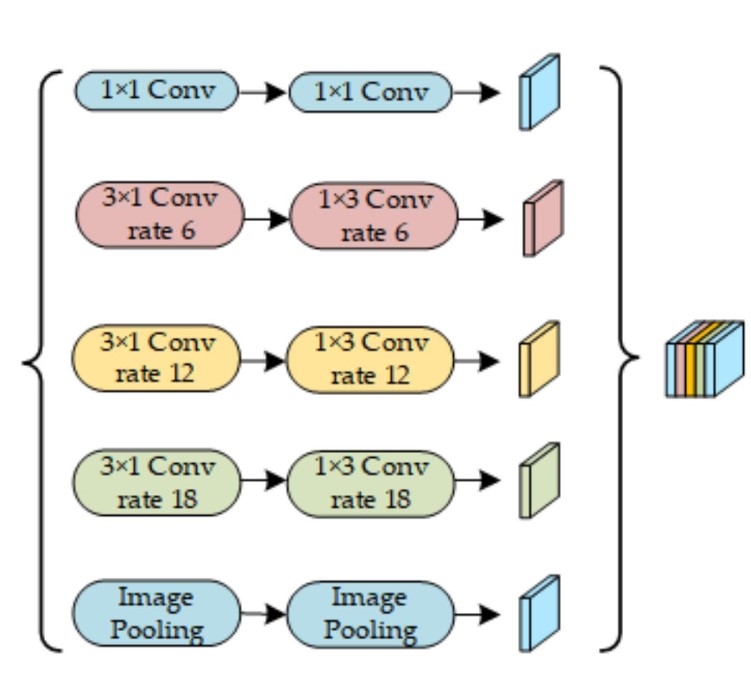 1×1 Conv
1×1 Conv
3×1 Conv
rate 6
1×3 Conv
rate 6
3×1 Conv
rate 12
1×3 Conv
rate 12
3×1 Conv
rate 18
1×3 Conv
rate 18
Image
Pooling
Image
Pooling